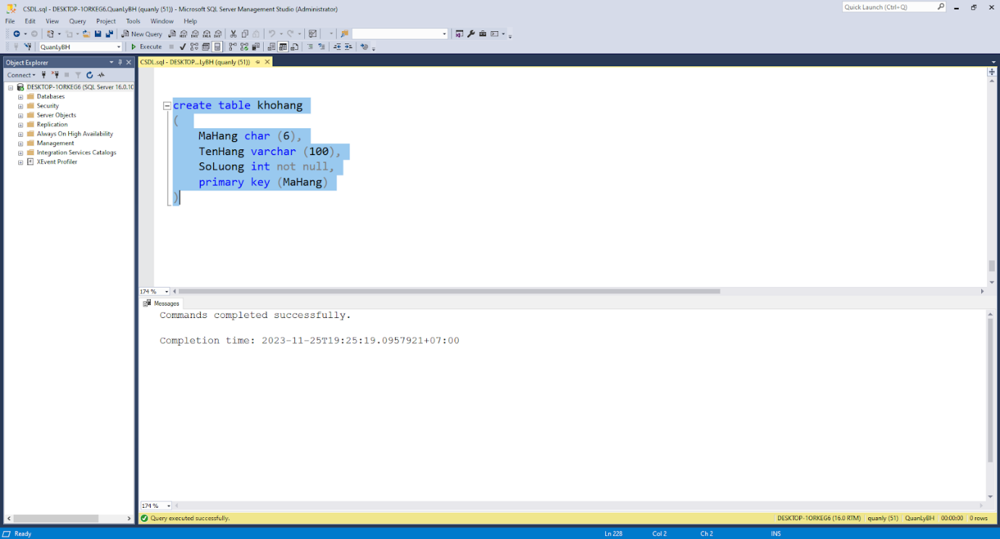 CSDL.sql - DESKTOP-1ORKEG6.QuanLyBH (quanly (51)) - Microsoft SQL Server Management Studio (Administrator)
Quick Launch (Ctrl+Q)
File Edit View Query Project Tools Window Help
New Query
QuanLyBH
Execute
Object Explorer
Connect
DESKTOP-1ORKEG6 (SQL Server 16.0.10
Databases
Security
Server Objects
Replication
Always On High Availability
Management
Integration Services Catalogs
XEvent Profiler
CSDL.sql - DESKTOP...LyBH (quanly (51))
create table khohang
(
MaHang char (6),
TenHang varchar (100),
SoLuong int not null,
primary key (MaHang)
)
174 %
Messages
Commands completed successfully.
Completion time: 2023-11-25T19:25:19.0957921+07:00
174 %
Query executed successfully.
DESKTOP-1ORKEG6 (16.0 RTM) quanly (51) QuanLyBH 00:00:00 0 rows
Ready
Ln 228 Col 2 Ch 2 INS